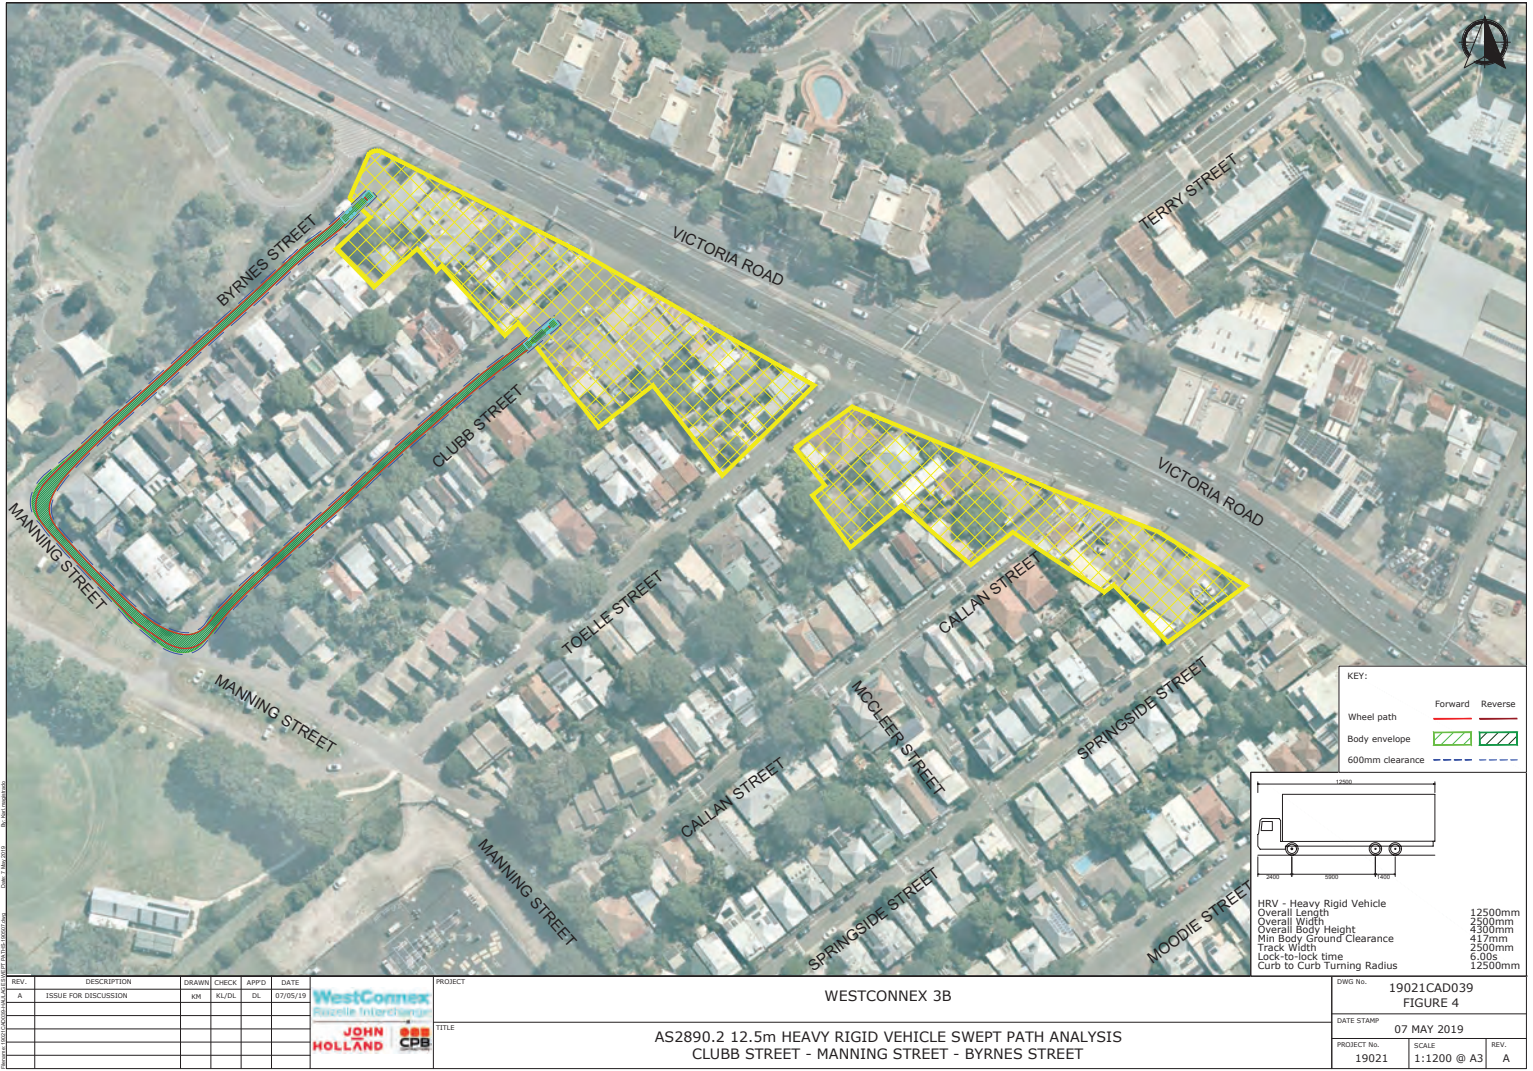 VICTORIA ROAD
TERRY STREET
BYRNES STREET
CLUBB STREET
VICTORIA ROAD
MANNING STREET
TOELLE STREET
CALLAN STREET
MANNING STREET
MCCLEER STREET
SPRINGSIDE STREET
CALLAN STREET
MANNING STREET
SPRINGSIDE STREET
MOODIE STREET
KEY:
Forward Reverse
Wheel path
Body envelope
600mm clearance
12500
2400 5900 1400
HRV - Heavy Rigid Vehicle
Overall Length 12500mm
Overall Width 2500mm
Overall Body Height 4300mm
Min Body Ground Clearance 417mm
Track Width 2500mm
Lock-to-lock time 6.00s
Curb to Curb Turning Radius 12500mm
REV. DESCRIPTION DRAWN CHECK APP'D DATE
A ISSUE FOR DISCUSSION KM KL/DL DL 07/05/19
WestConnex
Rozelle Interchange
JOHN
HOLLAND
CPB
PROJECT
WESTCONNEX 3B
TITLE
AS2890.2 12.5m HEAVY RIGID VEHICLE SWEPT PATH ANALYSIS
CLUBB STREET - MANNING STREET - BYRNES STREET
DWG No.
19021CAD039
FIGURE 4
DATE STAMP
07 MAY 2019
PROJECT No. SCALE REV.
19021 1:1200 @ A3 A
Date: 7 May 2019